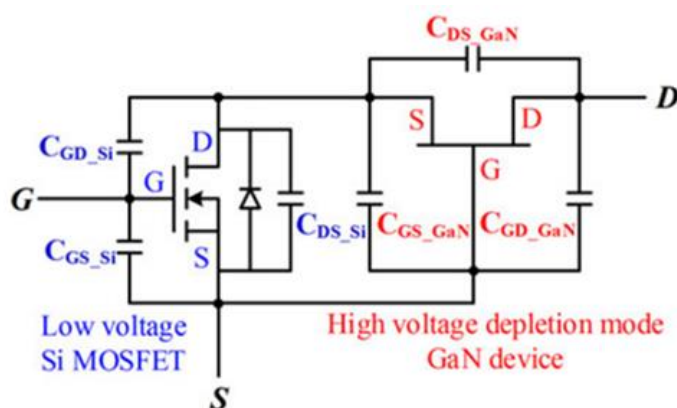 C_DS_GaN
D
S
D
C_GD_Si
D
G
G
G
C_DS_Si
C_GS_GaN
C_GD_GaN
C_GS_Si
S
Low voltage
Si MOSFET
High voltage depletion mode
GaN device
S